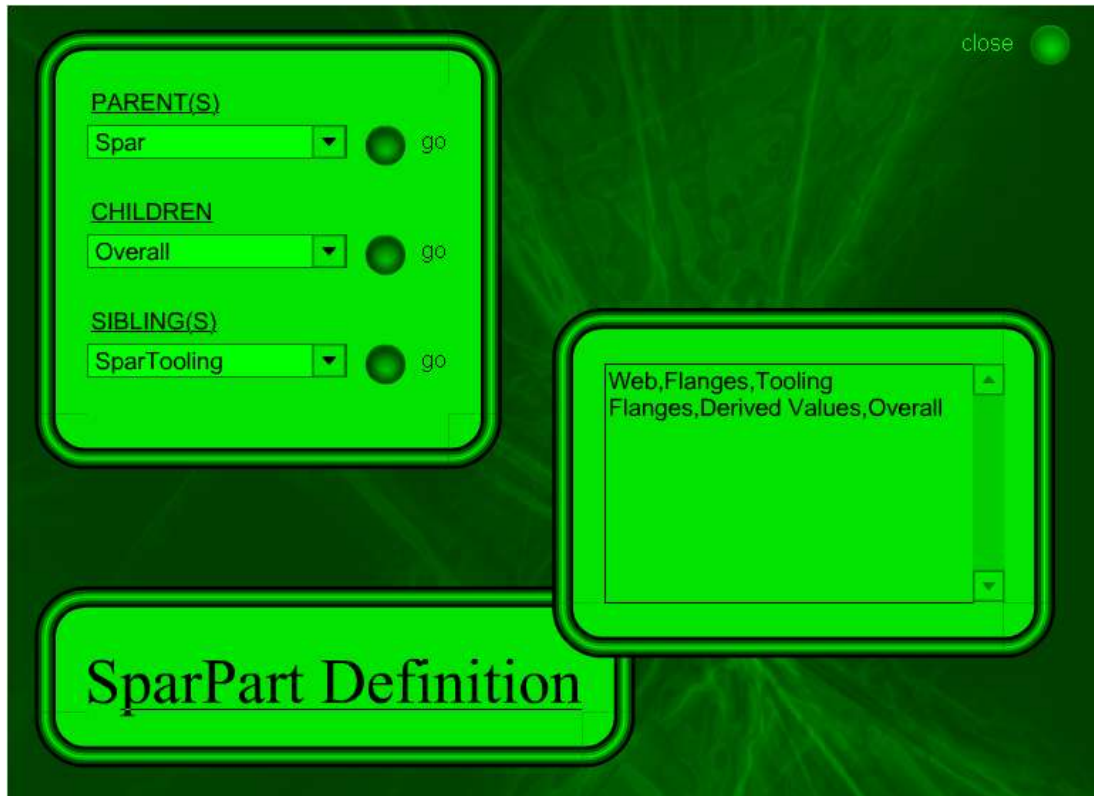 close
PARENT(S)
Spar
go
CHILDREN
Overall
go
SIBLING(S)
SparTooling
go
Web,Flanges,Tooling
Flanges,Derived Values,Overall
SparPart Definition